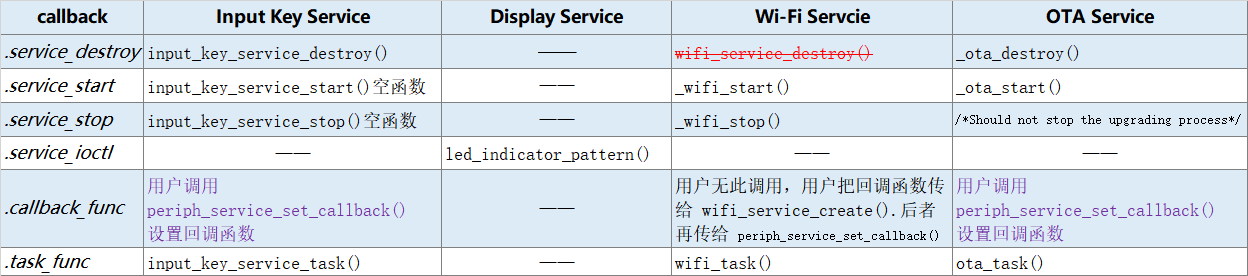 callback Input Key Service Display Service Wi-Fi Servcie OTA Service
.service_destroy input_key_service_destroy() —— wifi_service_destroy() _ota_destroy()
.service_start input_key_service_start()空函数 —— _wifi_start() _ota_start()
.service_stop input_key_service_stop()空函数 —— _wifi_stop() /*Should not stop the upgrading process*/
.service_ioctl —— led_indicator_pattern() —— ——
.callback_func
用户调用
periph_service_set_callback()
设置回调函数
——
用户无此调用，用户把回调函数传
给 wifi_service_create().后者
再传给 periph_service_set_callback()
用户调用
periph_service_set_callback()
设置回调函数
.task_func input_key_service_task() —— wifi_task() ota_task()